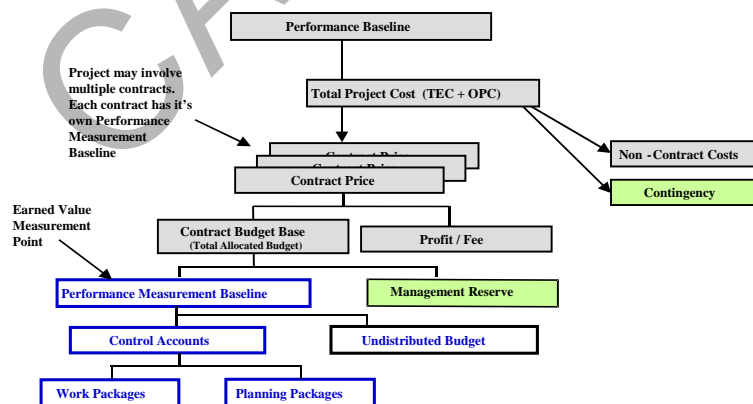 Performance Baseline
Project may involve
multiple contracts.
Each contract has it's
own Performance
Measurement
Baseline
Total Project Cost (TEC + OPC)
Non - Contract Costs
Contingency
Contract Price
Earned Value
Measurement
Point
Contract Budget Base
(Total Allocated Budget)
Profit / Fee
Performance Measurement Baseline
Management Reserve
Control Accounts
Undistributed Budget
Work Packages
Planning Packages